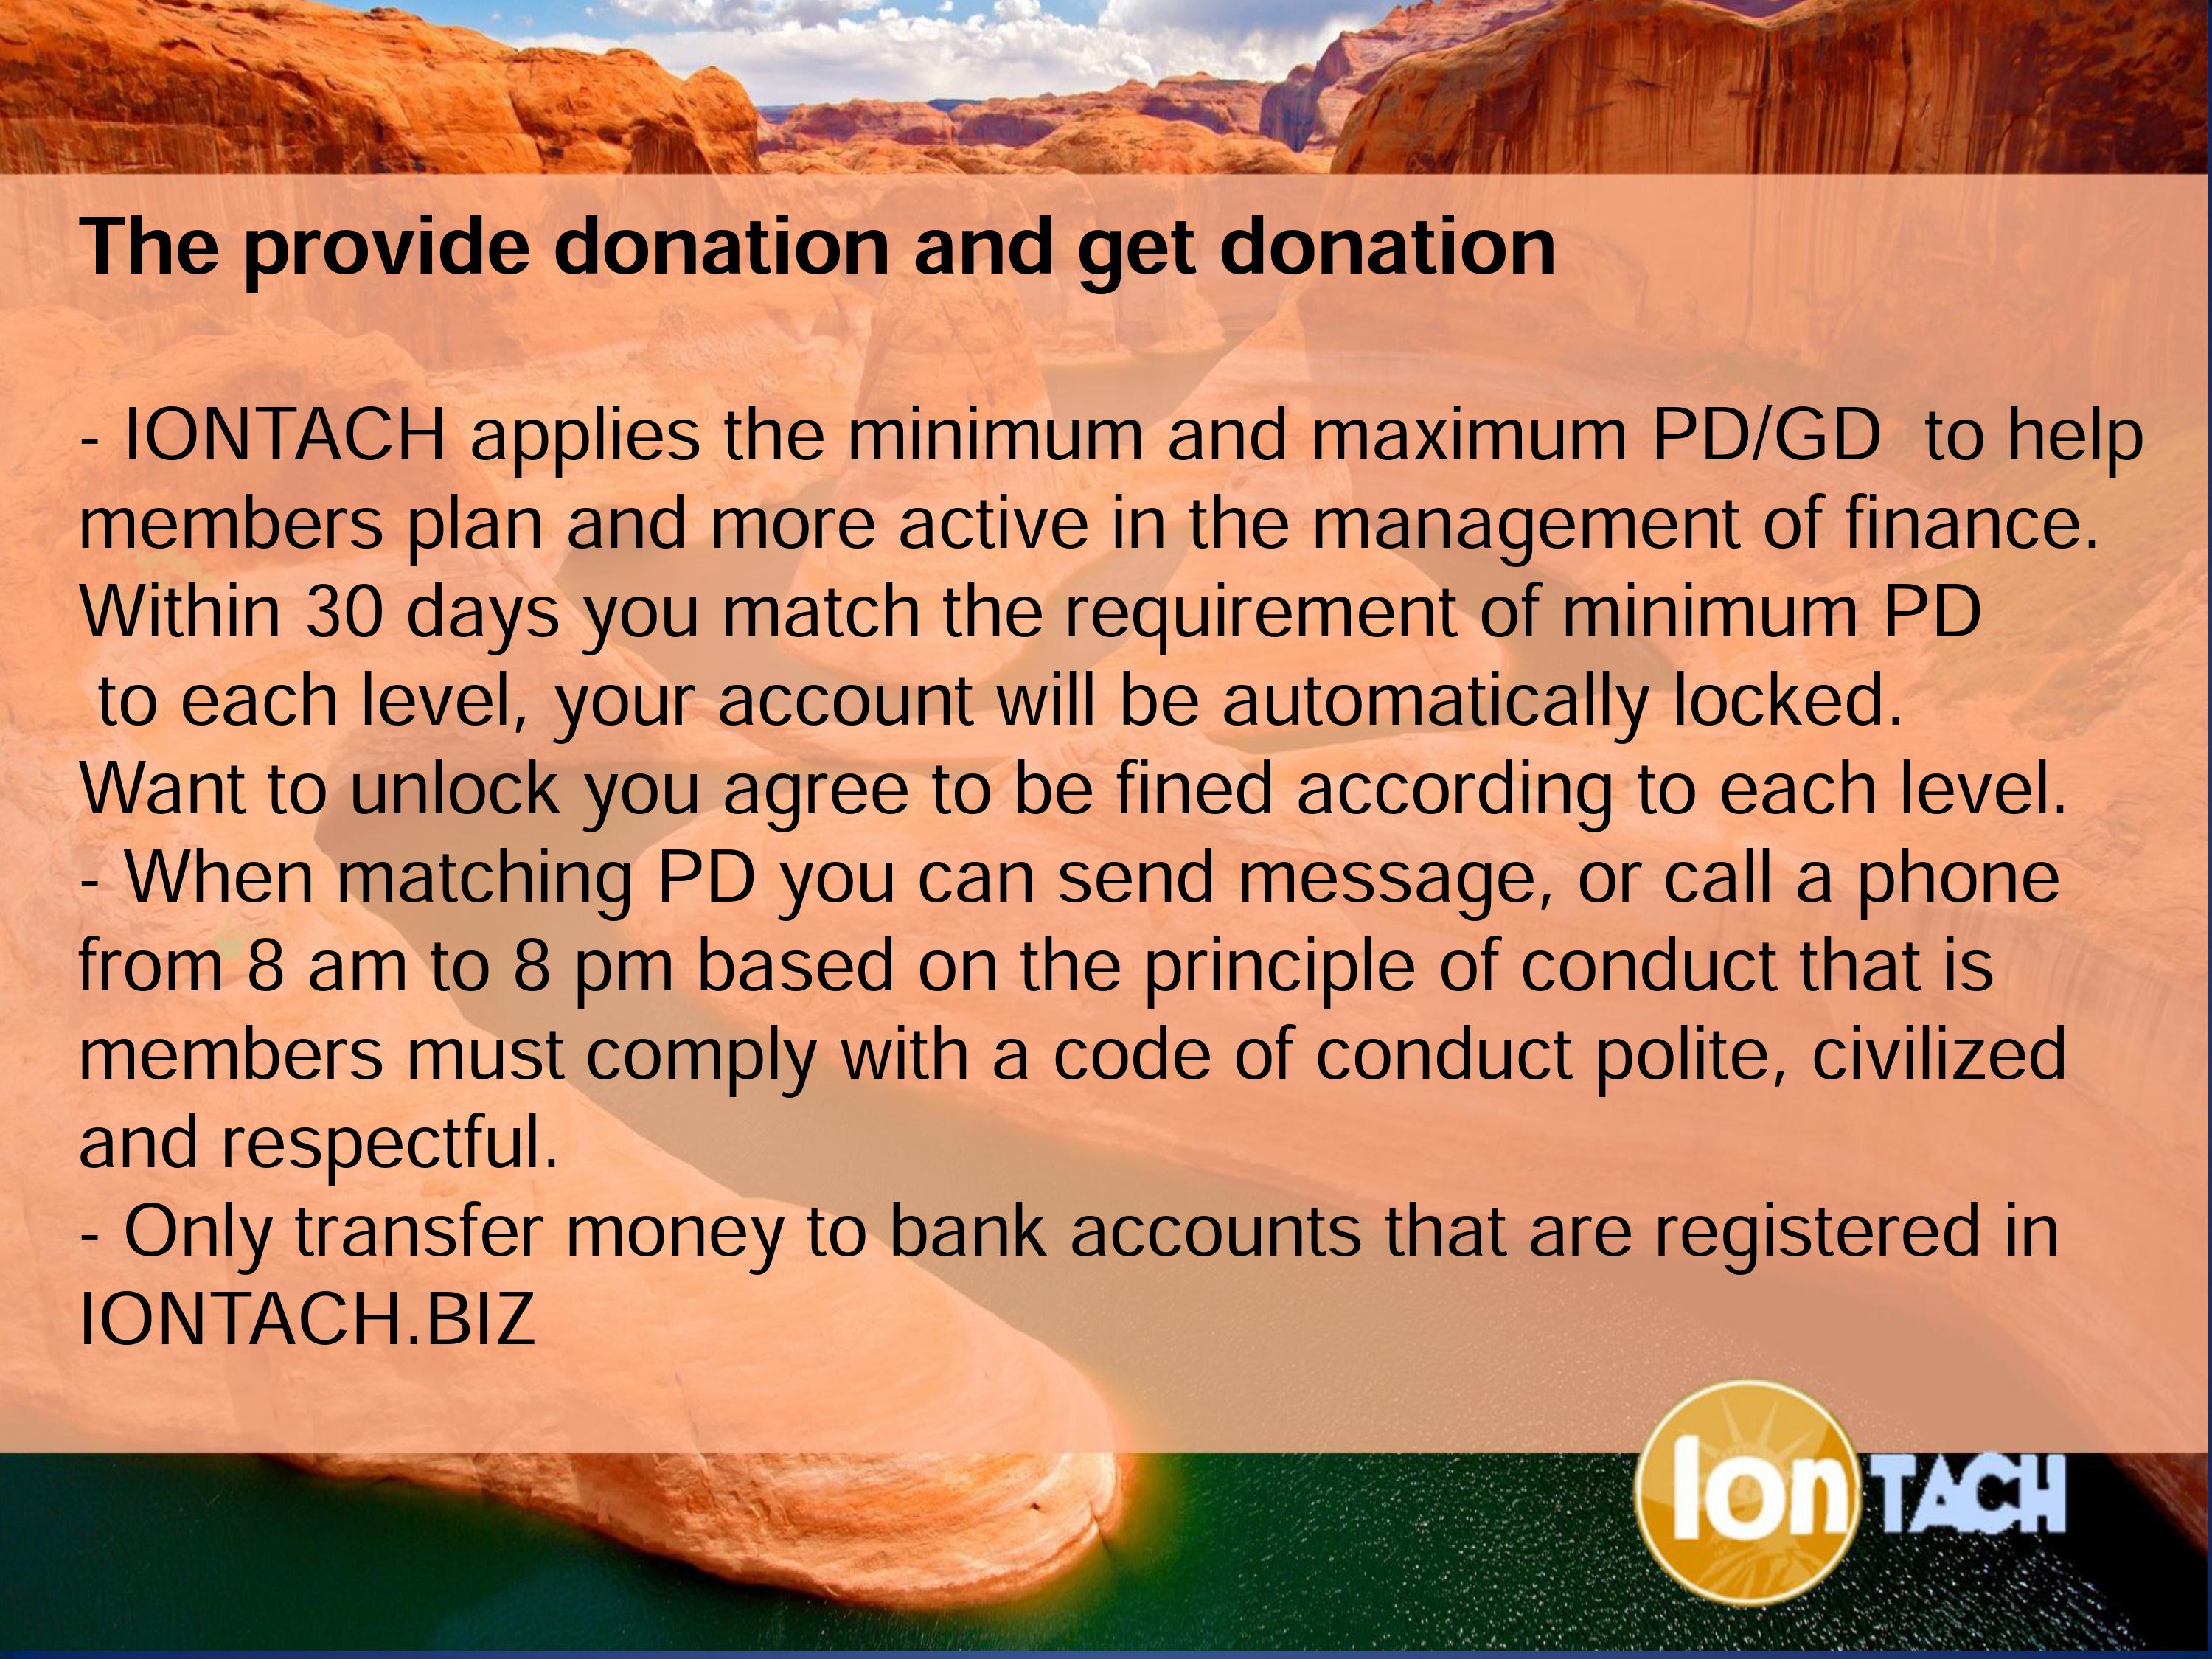 The provide donation and get donation
- IONTACH applies the minimum and maximum PD/GD  to help
members plan and more active in the management of finance.
Within 30 days you match the requirement of minimum PD
to each level, your account will be automatically locked.
Want to unlock you agree to be fined according to each level.
- When matching PD you can send message, or call a phone
from 8 am to 8 pm based on the principle of conduct that is
members must comply with a code of conduct polite, civilized
and respectful.
- Only transfer money to bank accounts that are registered in
IONTACH.BIZ
Ion TACH